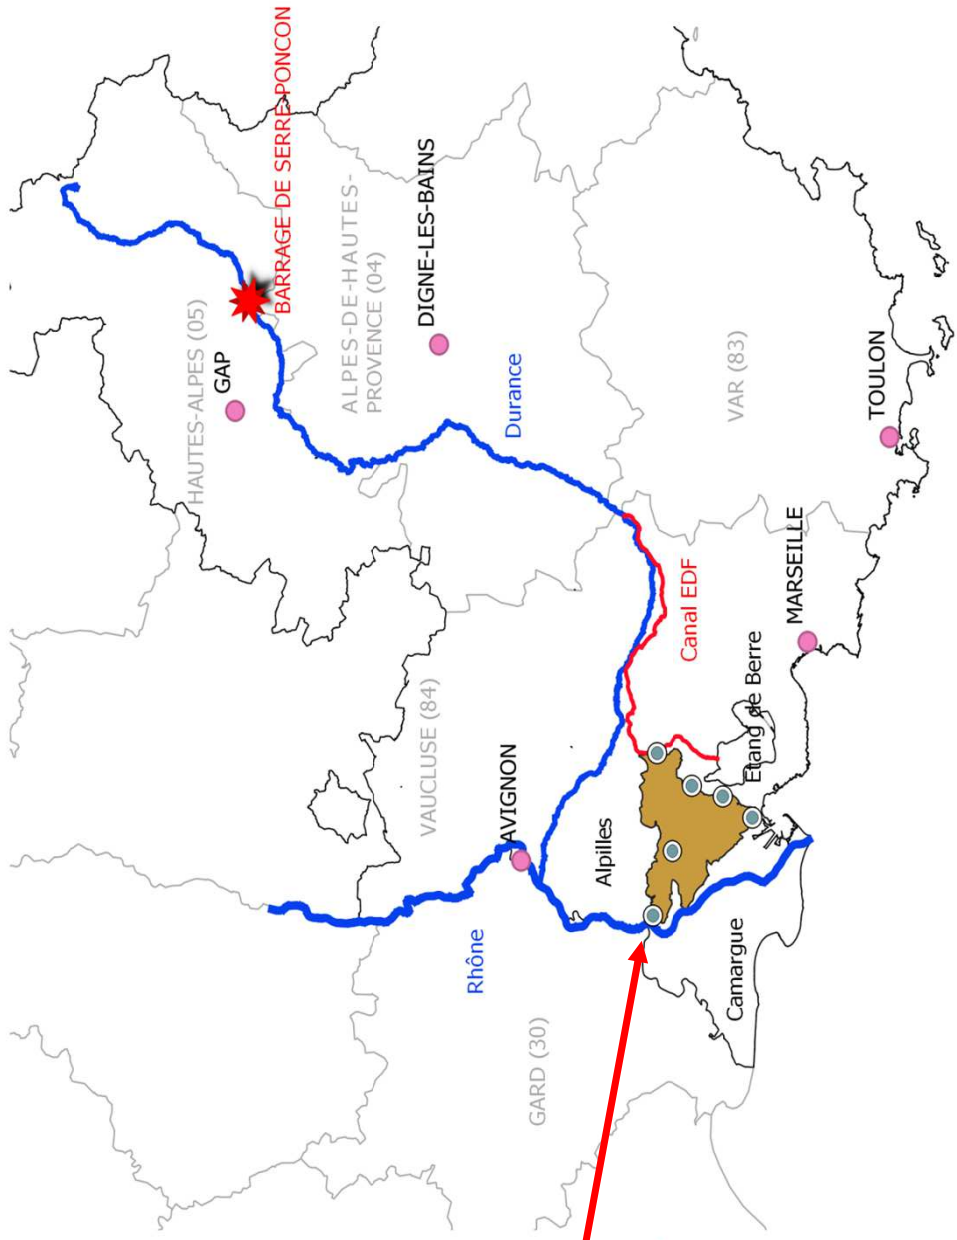 BARRAGE DE SERRE-PONCON
HAUTES-ALPES (05)
GAP
ALPES-DE-HAUTES-
PROVENCE (04)
DIGNE-LES-BAINS
Durance
VAR (83)
TOULON
MARSEILLE
Canal EDF
Etang de Berre
VAUCLUSE (84)
AVIGNON
Alpilles
Rhône
Camargue
GARD (30)